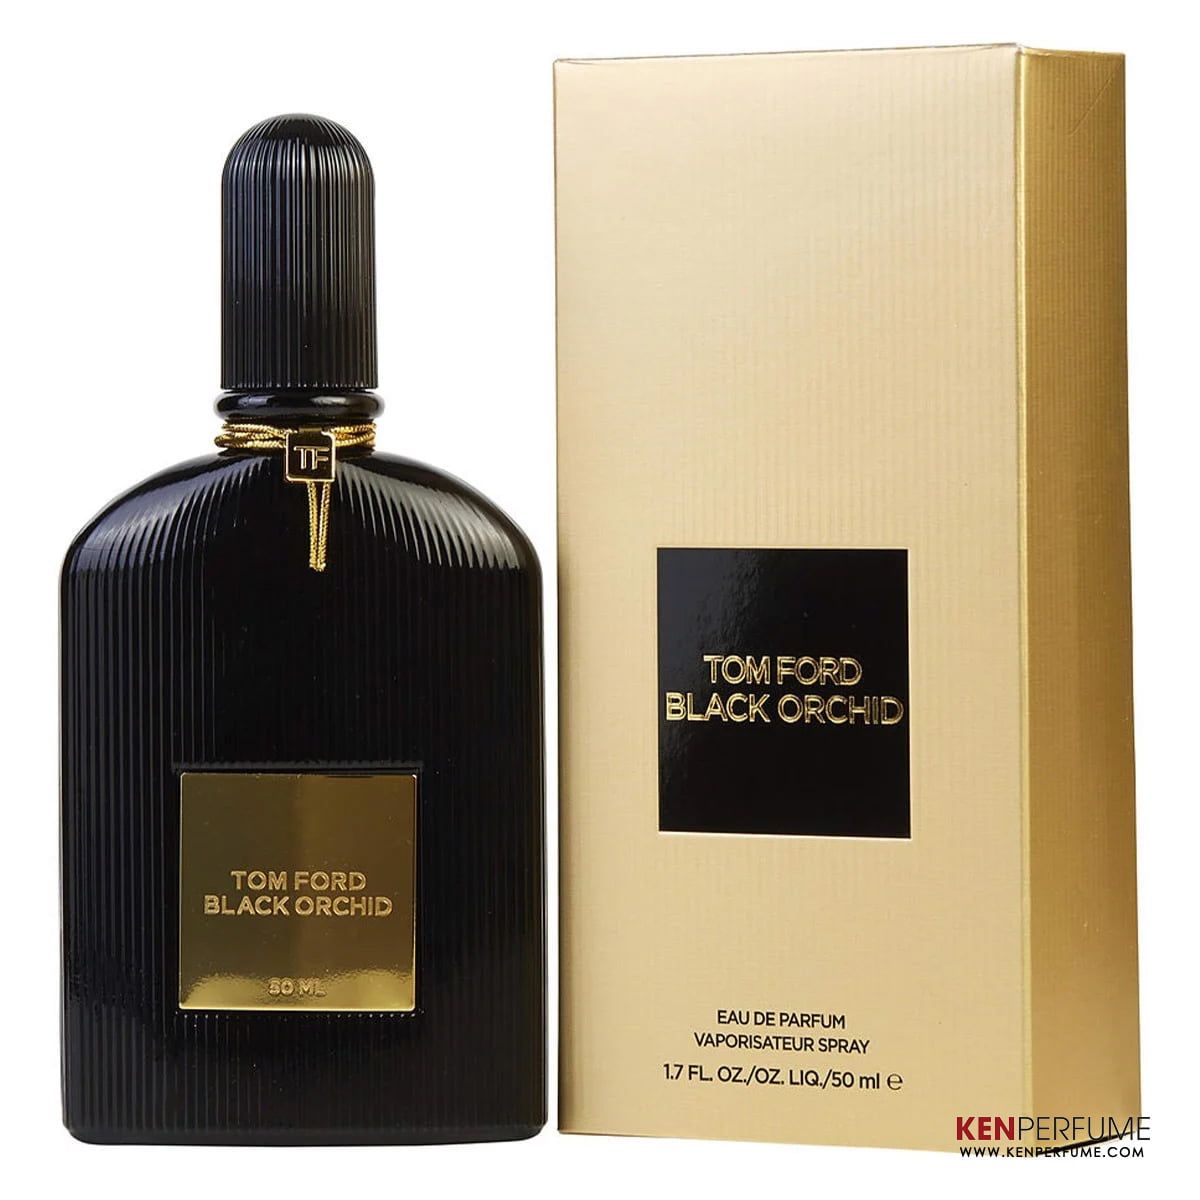 TF
TOM FORD
BLACK ORCHID
50 ML
TOM FORD
BLACK ORCHID
EAU DE PARFUM
VAPORISATEUR SPRAY
1.7 FL. OZ./OZ. LIQ./50 ml ℮
KENPERFUME
WWW.KENPERFUME.COM